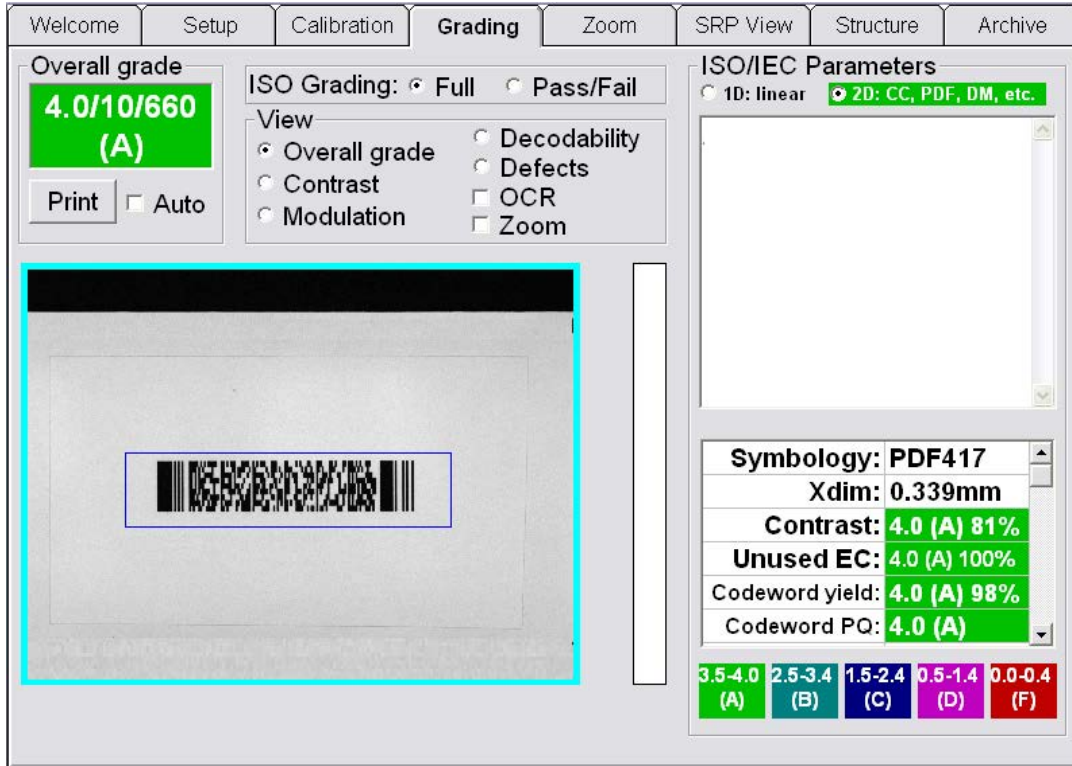 Welcome
Setup
Calibration
Grading
Zoom
SRP View
Structure
Archive
Overall grade
4.0/10/660
(A)
Print
Auto
ISO Grading:
Full
Pass/Fail
View
Overall grade
Contrast
Modulation
Decodability
Defects
OCR
Zoom
ISO/IEC Parameters
1D: linear
2D: CC, PDF, DM, etc.
Symbology: PDF417
Xdim: 0.339mm
Contrast: 4.0 (A) 81%
Unused EC: 4.0 (A) 100%
Codeword yield: 4.0 (A) 98%
Codeword PQ: 4.0 (A)
3.5-4.0 2.5-3.4 1.5-2.4 0.5-1.4 0.0-0.4
(A) (B) (C) (D) (F)